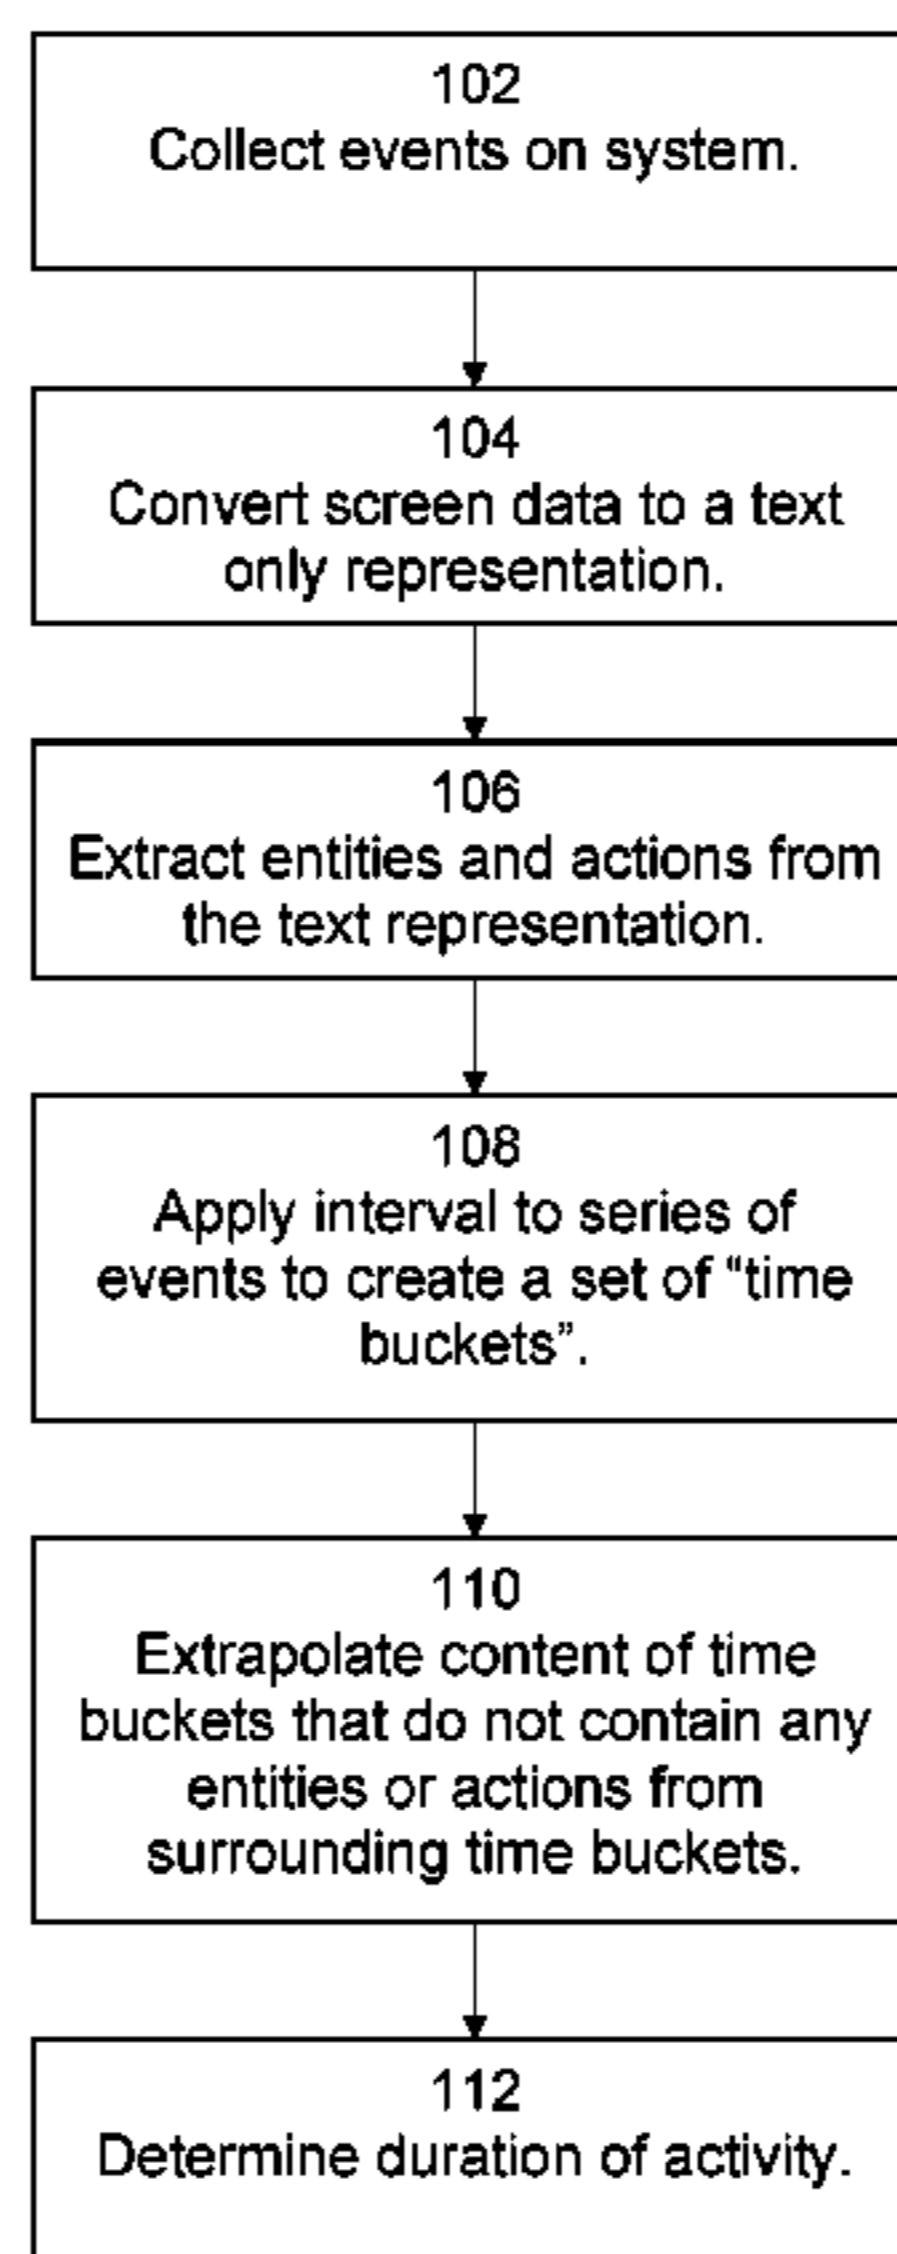 102
Collect events on system.
104
Convert screen data to a text
only representation.
106
Extract entities and actions from
the text representation.
108
Apply interval to series of
events to create a set of “time
buckets”.
110
Extrapolate content of time
buckets that do not contain any
entities or actions from
surrounding time buckets.
112
Determine duration of activity.